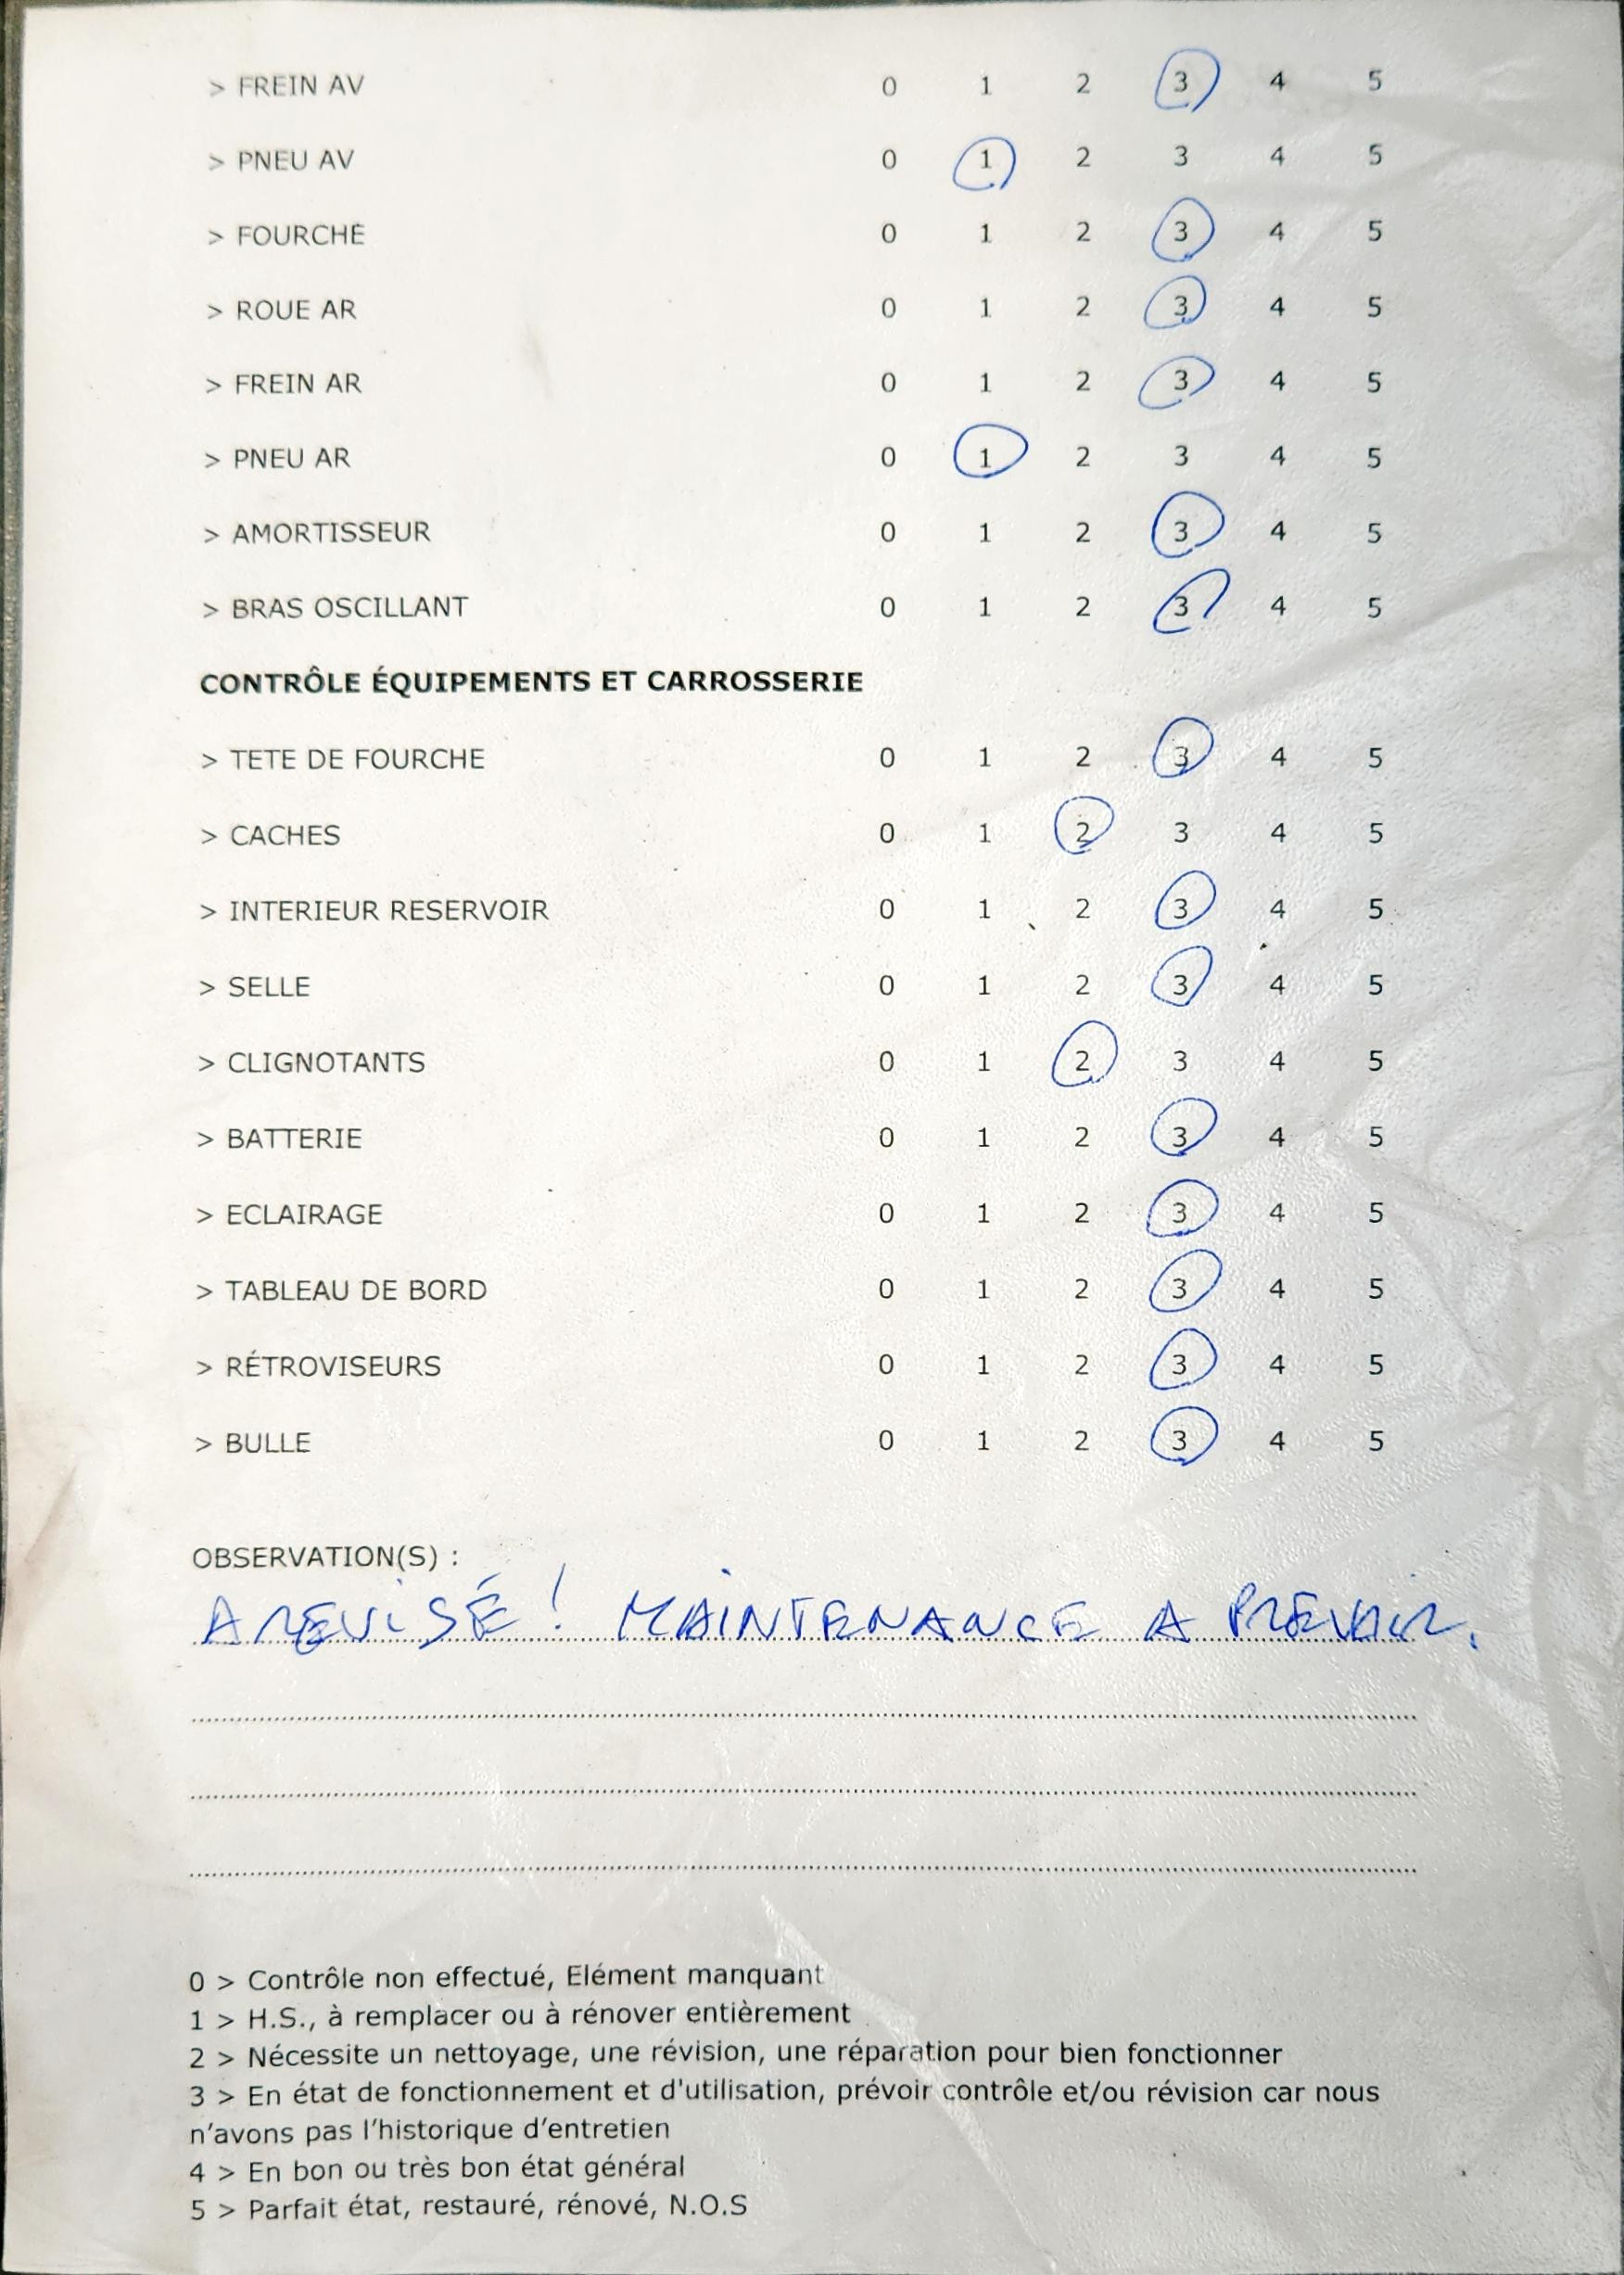 > FREIN AV 0 1 2 3 4 5
> PNEU AV 0 1 2 3 4 5
> FOURCHE 0 1 2 3 4 5
> ROUE AR 0 1 2 3 4 5
> FREIN AR 0 1 2 3 4 5
> PNEU AR 0 1 2 3 4 5
> AMORTISSEUR 0 1 2 3 4 5
> BRAS OSCILLANT 0 1 2 3 4 5
CONTRÔLE ÉQUIPEMENTS ET CARROSSERIE
> TETE DE FOURCHE 0 1 2 3 4 5
> CACHES 0 1 2 3 4 5
> INTERIEUR RESERVOIR 0 1 2 3 4 5
> SELLE 0 1 2 3 4 5
> CLIGNOTANTS 0 1 2 3 4 5
> BATTERIE 0 1 2 3 4 5
> ECLAIRAGE 0 1 2 3 4 5
> TABLEAU DE BORD 0 1 2 3 4 5
> RÉTROVISEURS 0 1 2 3 4 5
> BULLE 0 1 2 3 4 5
OBSERVATION(S) :
A REVISÉ ! MAINTENANCE A PREVOIR.
0 > Contrôle non effectué, Elément manquant
1 > H.S., à remplacer ou à rénover entièrement
2 > Nécessite un nettoyage, une révision, une réparation pour bien fonctionner
3 > En état de fonctionnement et d'utilisation, prévoir contrôle et/ou révision car nous
n'avons pas l'historique d'entretien
4 > En bon ou très bon état général
5 > Parfait état, restauré, rénové, N.O.S